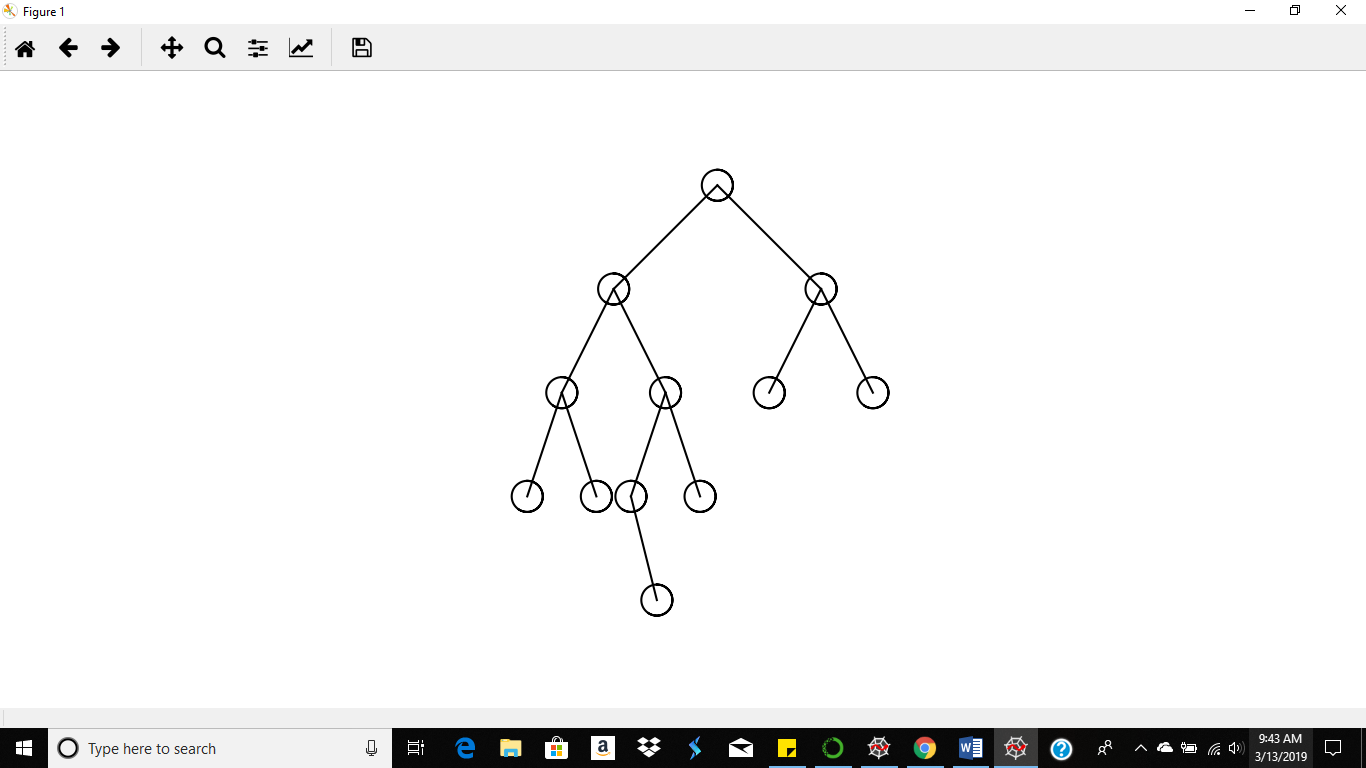 Figure 1
Type here to search
a
9:43 AM
3/13/2019